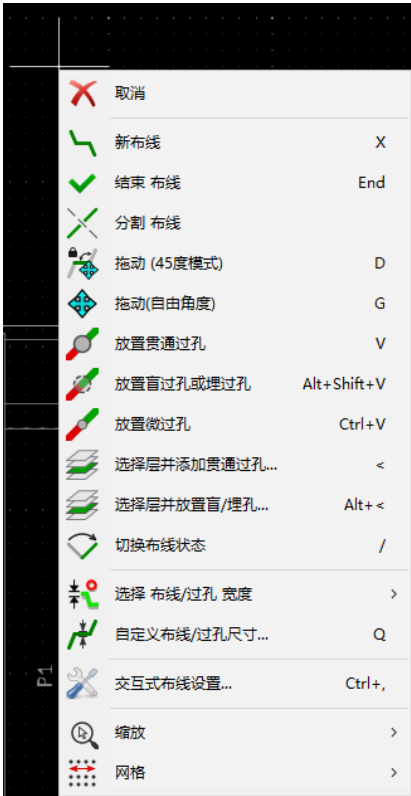 取消
新布线 X
结束 布线 End
分割 布线
拖动 (45度模式) D
拖动(自由角度) G
放置贯通过孔 V
放置盲过孔或埋过孔 Alt+Shift+V
放置微过孔 Ctrl+V
选择层并添加贯通过孔... <
选择层并放置盲/埋孔... Alt+<
切换布线状态 /
选择 布线/过孔 宽度
自定义布线/过孔尺寸... Q
P1
交互式布线设置... Ctrl+,
缩放
网格